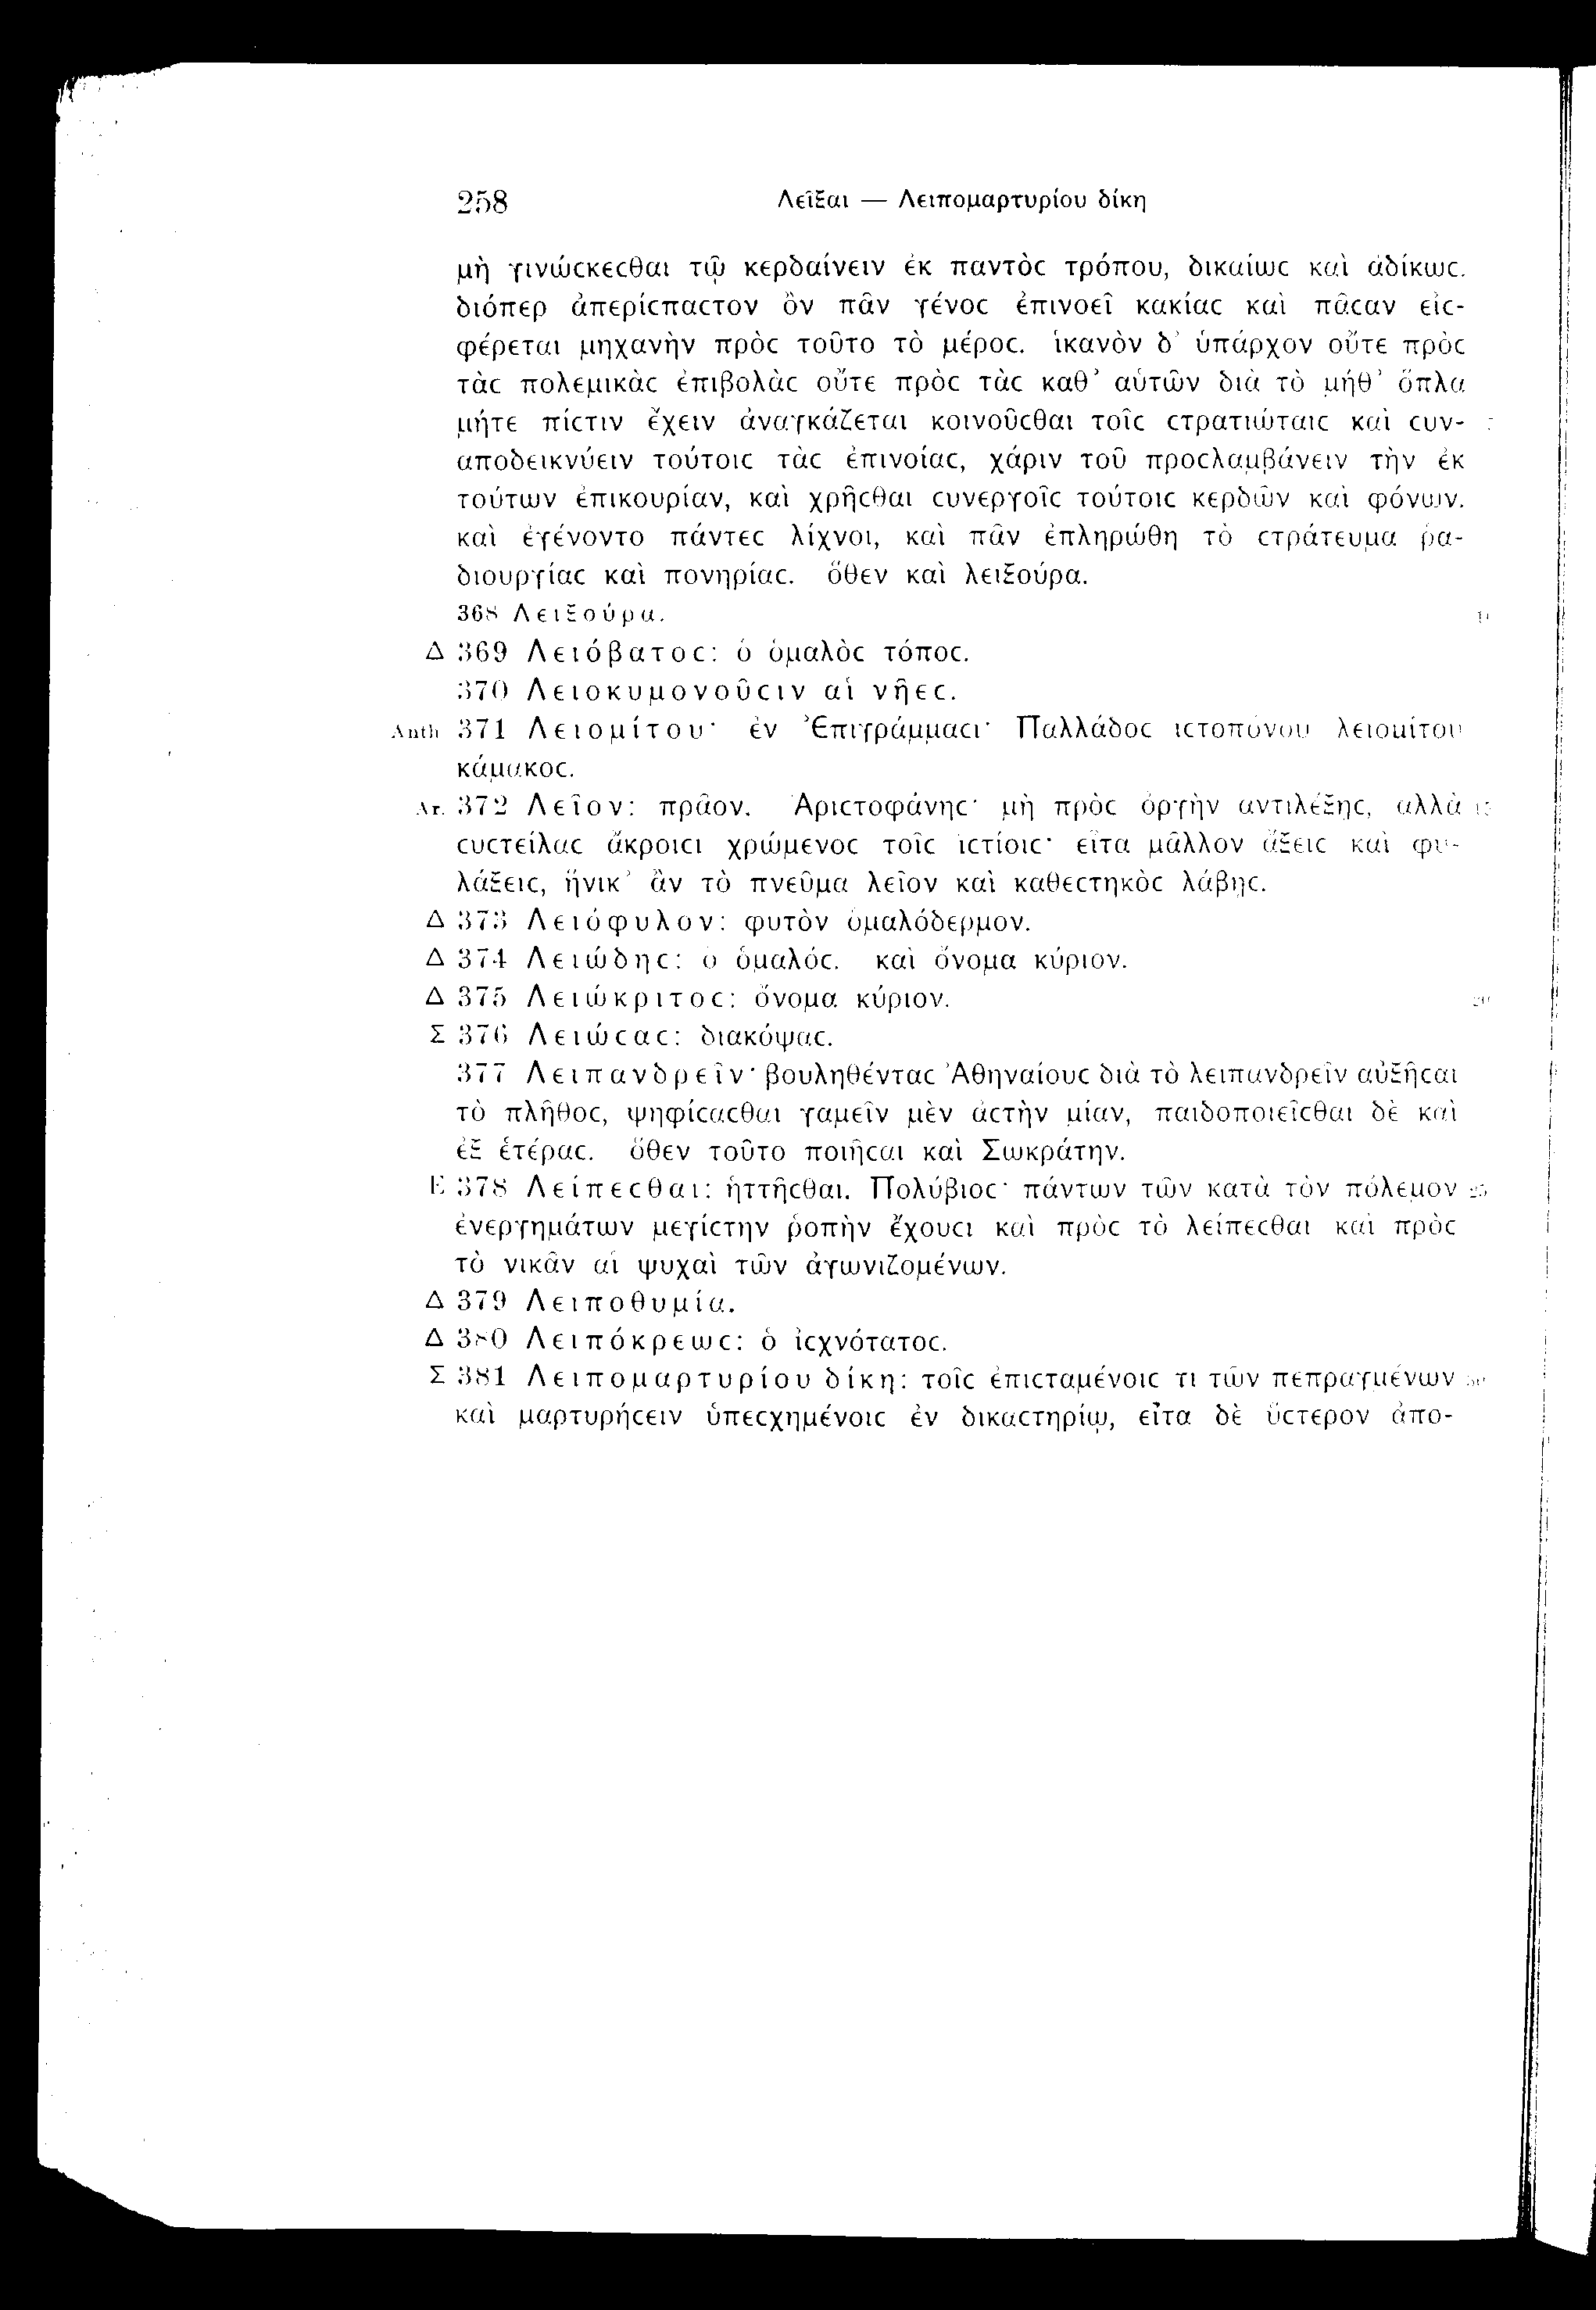 258 Λεῖξαι — Λειπομαρτυρίου δίκη
μὴ γινώϲκεϲθαι τῷ κερδαίνειν ἐκ παντὸϲ τρόπου, δικαίωϲ καὶ ἀδίκωϲ.
διόπερ ἀπερίϲπαϲτον ὂν πᾶν γένοϲ ἐπινοεῖ κακίαϲ καὶ πᾶϲαν εἰϲ-
φέρεται μηχανὴν πρὸϲ τοῦτο τὸ μέροϲ. ἱκανὸν δ' ὑπάρχον οὔτε πρὸϲ
τὰϲ πολεμικὰϲ ἐπιβολὰϲ οὔτε πρὸϲ τὰϲ καθ' αὑτῶν διὰ τὸ μήθ' ὅπλα
μήτε πίϲτιν ἔχειν ἀναγκάζεται κοινοῦϲθαι τοῖϲ ϲτρατιώταιϲ καὶ ϲυν-
αποδεικνύειν τούτοιϲ τὰϲ ἐπινοίαϲ, χάριν τοῦ προϲλαμβάνειν τὴν ἐκ
τούτων ἐπικουρίαν, καὶ χρῆϲθαι ϲυνεργοῖϲ τούτοιϲ κερδῶν καὶ φόνων.
καὶ ἐγένοντο πάντεϲ λίχνοι, καὶ πᾶν ἐπληρώθη τὸ ϲτράτευμα ῥα-
διουργίαϲ καὶ πονηρίαϲ. ὅθεν καὶ λειξούρα.
368 Λειξούρα.
Δ 369 Λειόβατοϲ: ὁ ὁμαλὸϲ τόποϲ.
370 Λειοκυμονοῦϲιν αἱ νῆεϲ.
Anth 371 Λειομίτου· ἐν Ἐπιγράμμαϲι· Παλλάδοϲ ἱϲτοπόνου λειομίτου
κάμακοϲ.
Ar. 372 Λεῖον: πρᾶον. Ἀριϲτοφάνηϲ· μὴ πρὸϲ ὀργὴν ἀντιλέξηϲ, ἀλλὰ
ϲυϲτείλαϲ ἄκροιϲι χρώμενοϲ τοῖϲ ἱϲτίοιϲ· εἶτα μᾶλλον ἄξειϲ καὶ φυ-
λάξειϲ, ἡνίκ' ἂν τὸ πνεῦμα λεῖον καὶ καθεϲτηκὸϲ λάβῃϲ.
Δ 373 Λειόφυλον: φυτὸν ὁμαλόδερμον.
Δ 374 Λειώδηϲ: ὁ ὁμαλόϲ. καὶ ὄνομα κύριον.
Δ 375 Λειώκριτοϲ: ὄνομα κύριον. 20
Σ 376 Λειώϲαϲ: διακόψαϲ.
377 Λειπανδρεῖν· βουληθένταϲ Ἀθηναίουϲ διὰ τὸ λειπανδρεῖν αὐξῆϲαι
τὸ πλῆθοϲ, ψηφίϲαϲθαι γαμεῖν μὲν ἀϲτὴν μίαν, παιδοποιεῖϲθαι δὲ καὶ
ἐξ ἑτέραϲ. ὅθεν τοῦτο ποιῆϲαι καὶ Σωκράτην.
E 378 Λείπεϲθαι: ἡττῆϲθαι. Πολύβιοϲ· πάντων τῶν κατὰ τὸν πόλεμον 25
ἐνεργημάτων μεγίϲτην ῥοπὴν ἔχουϲι καὶ πρὸϲ τὸ λείπεϲθαι καὶ πρὸϲ
τὸ νικᾶν αἱ ψυχαὶ τῶν ἀγωνιζομένων.
Δ 379 Λειποθυμία.
Δ 380 Λειπόκρεωϲ: ὁ ἰϲχνότατοϲ.
Σ 381 Λειπομαρτυρίου δίκη: τοῖϲ ἐπιϲταμένοιϲ τι τῶν πεπραγμένων
καὶ μαρτυρήϲειν ὑπεϲχημένοιϲ ἐν δικαϲτηρίῳ, εἶτα δὲ ὕϲτερον ἀπο-